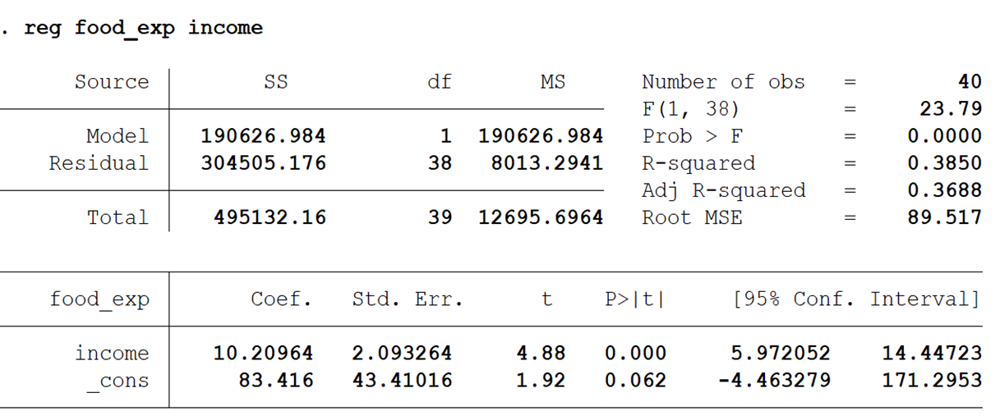 . reg food_exp income
Source SS df MS Number of obs = 40
F(1, 38) = 23.79
Model 190626.984 1 190626.984 Prob > F = 0.0000
Residual 304505.176 38 8013.2941 R-squared = 0.3850
Adj R-squared = 0.3688
Total 495132.16 39 12695.6964 Root MSE = 89.517
food_exp Coef. Std. Err. t P>|t| [95% Conf. Interval]
income 10.20964 2.093264 4.88 0.000 5.972052 14.44723
_cons 83.416 43.41016 1.92 0.062 -4.463279 171.2953